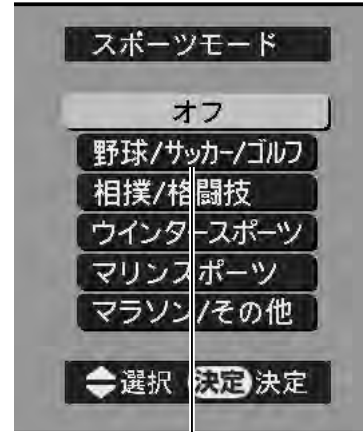 スポーツモード
オフ
野球/サッカー/ゴルフ
相撲/格闘技
ウインタースポーツ
マリンスポーツ
マラソン/その他
選択 決定 決定